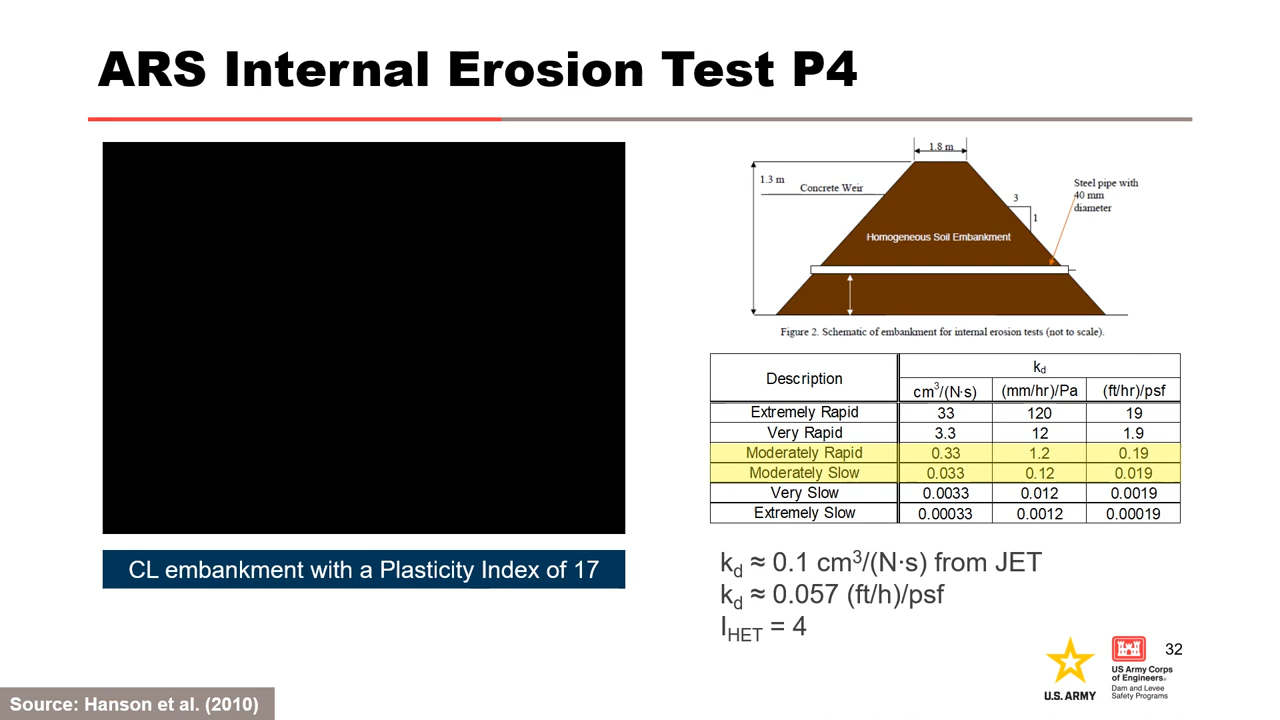 ARS Internal Erosion Test P4
1.8 m
1.3 m
Concrete Weir
3
1
Steel pipe with
40 mm
diameter
Homogeneous Soil Embankment
Figure 2. Schematic of embankment for internal erosion tests (not to scale).
Description kd
cm³/(N·s) (mm/hr)/Pa (ft/hr)/psf
Extremely Rapid 33 120 19
Very Rapid 3.3 12 1.9
Moderately Rapid 0.33 1.2 0.19
Moderately Slow 0.033 0.12 0.019
Very Slow 0.0033 0.012 0.0019
Extremely Slow 0.00033 0.0012 0.00019
CL embankment with a Plasticity Index of 17
kd ≈ 0.1 cm³/(N·s) from JET
kd ≈ 0.057 (ft/h)/psf
IHET = 4
U.S. ARMY
US Army Corps
of Engineers®
Dam and Levee
Safety Programs
32
Source: Hanson et al. (2010)